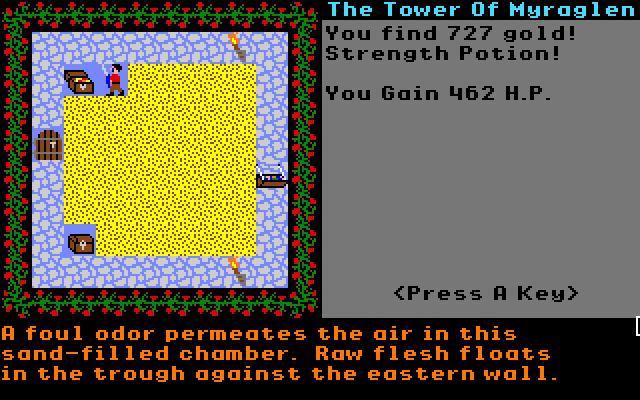 The Tower Of Myraglen
You find 727 gold!
Strength Potion!
You Gain 462 H.P.
<Press A Key>
A foul odor permeates the air in this
sand-filled chamber. Raw flesh floats
in the trough against the eastern wall.